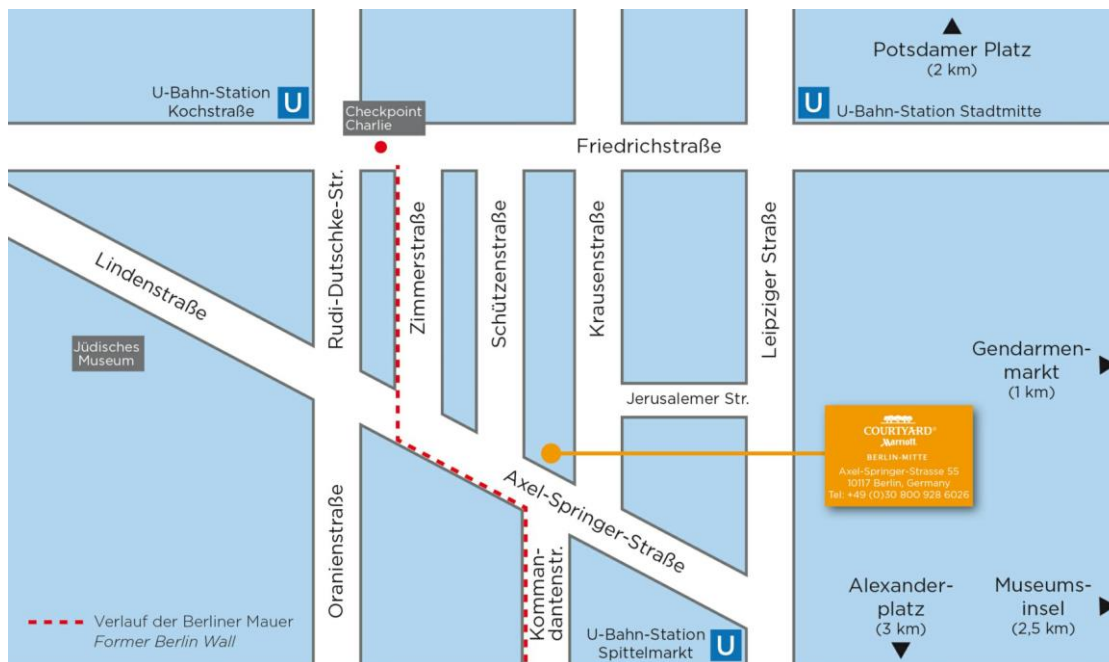 Potsdamer Platz
(2 km)
U-Bahn-Station
Kochstraße
U
Checkpoint
Charlie
U
U-Bahn-Station Stadtmitte
Friedrichstraße
Lindenstraße
Rudi-Dutschke-Str.
Zimmerstraße
Schützenstraße
Krausenstraße
Leipziger Straße
Jüdisches
Museum
Gendarmen-
markt
(1 km)
Jerusalemer Str.
COURTYARD®
Marriott
BERLIN-MITTE
Axel-Springer-Strasse 55
10117 Berlin, Germany
Tel: +49 (0)30 800 928 6026
Axel-Springer-Straße
Oranienstraße
Komman-
dantenstr.
Alexander-
platz
(3 km)
Museums-
insel
(2,5 km)
Verlauf der Berliner Mauer
Former Berlin Wall
U-Bahn-Station
Spittelmarkt
U